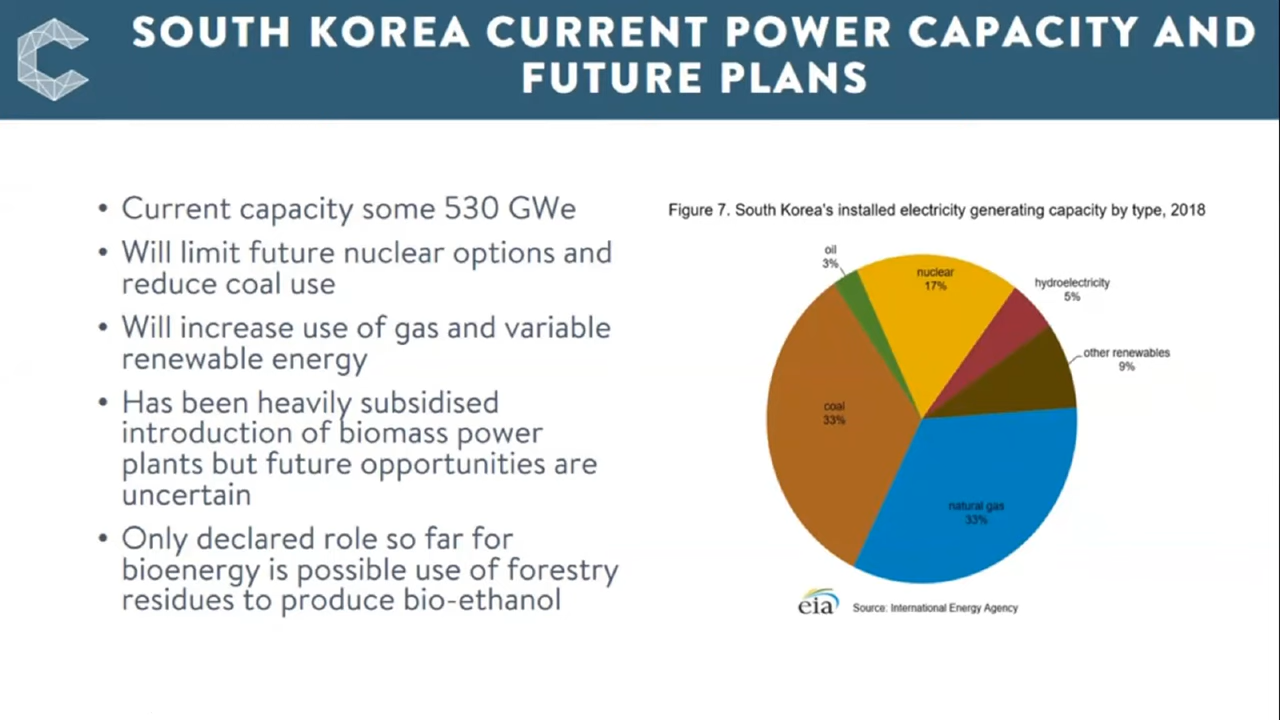 SOUTH KOREA CURRENT POWER CAPACITY AND
FUTURE PLANS
• Current capacity some 530 GWe
• Will limit future nuclear options and
reduce coal use
• Will increase use of gas and variable
renewable energy
• Has been heavily subsidised
introduction of biomass power
plants but future opportunities are
uncertain
• Only declared role so far for
bioenergy is possible use of forestry
residues to produce bio-ethanol
Figure 7. South Korea's installed electricity generating capacity by type, 2018
oil
3%
nuclear
17%
hydroelectricity
5%
other renewables
9%
coal
33%
natural gas
33%
eia
Source: International Energy Agency